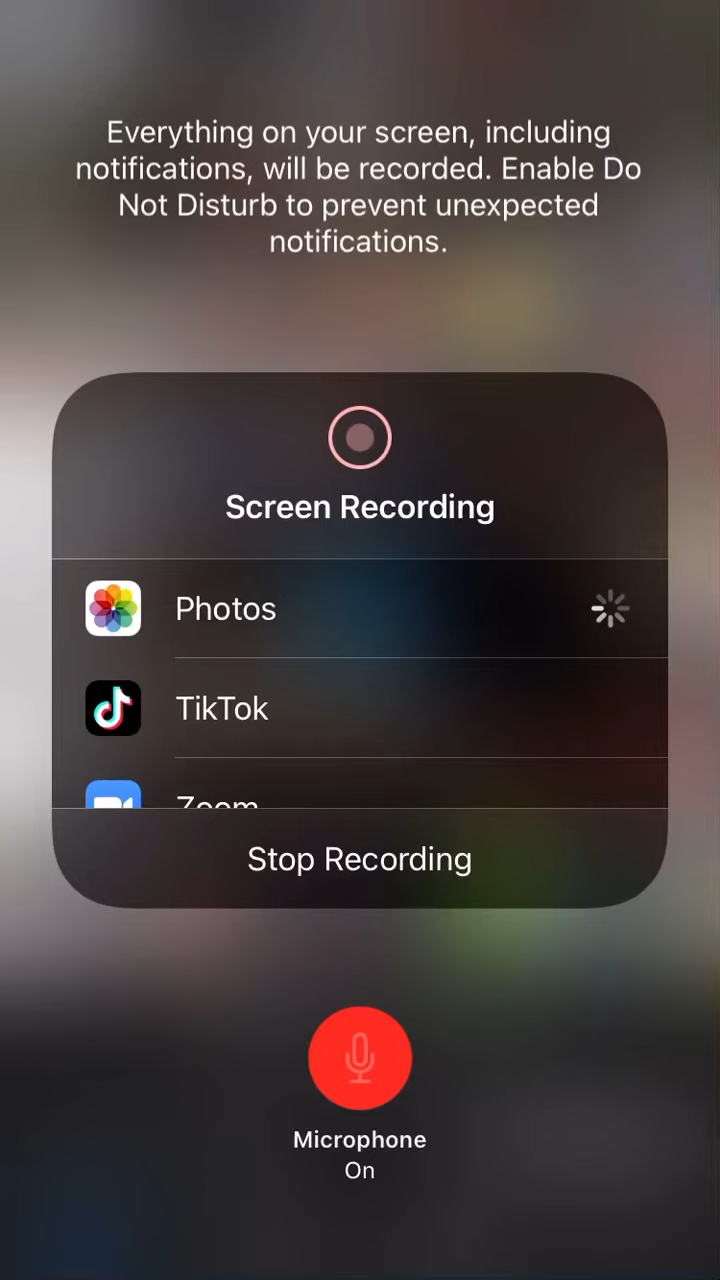 Everything on your screen, including
notifications, will be recorded. Enable Do
Not Disturb to prevent unexpected
notifications.
Screen Recording
Photos
TikTok
Zoom
Stop Recording
Microphone
On